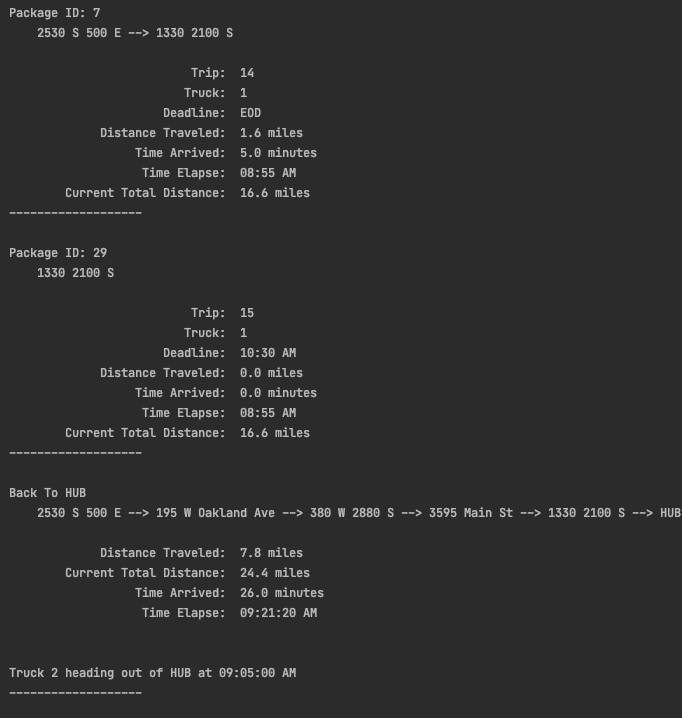 Package ID: 7
2530 S 500 E --> 1330 2100 S
Trip: 14
Truck: 1
Deadline: EOD
Distance Traveled: 1.6 miles
Time Arrived: 5.0 minutes
Time Elapse: 08:55 AM
Current Total Distance: 16.6 miles
-------------------
Package ID: 29
1330 2100 S
Trip: 15
Truck: 1
Deadline: 10:30 AM
Distance Traveled: 0.0 miles
Time Arrived: 0.0 minutes
Time Elapse: 08:55 AM
Current Total Distance: 16.6 miles
-------------------
Back To HUB
2530 S 500 E --> 195 W Oakland Ave --> 380 W 2880 S --> 3595 Main St --> 1330 2100 S --> HUB
Distance Traveled: 7.8 miles
Current Total Distance: 24.4 miles
Time Arrived: 26.0 minutes
Time Elapse: 09:21:20 AM
Truck 2 heading out of HUB at 09:05:00 AM
-------------------